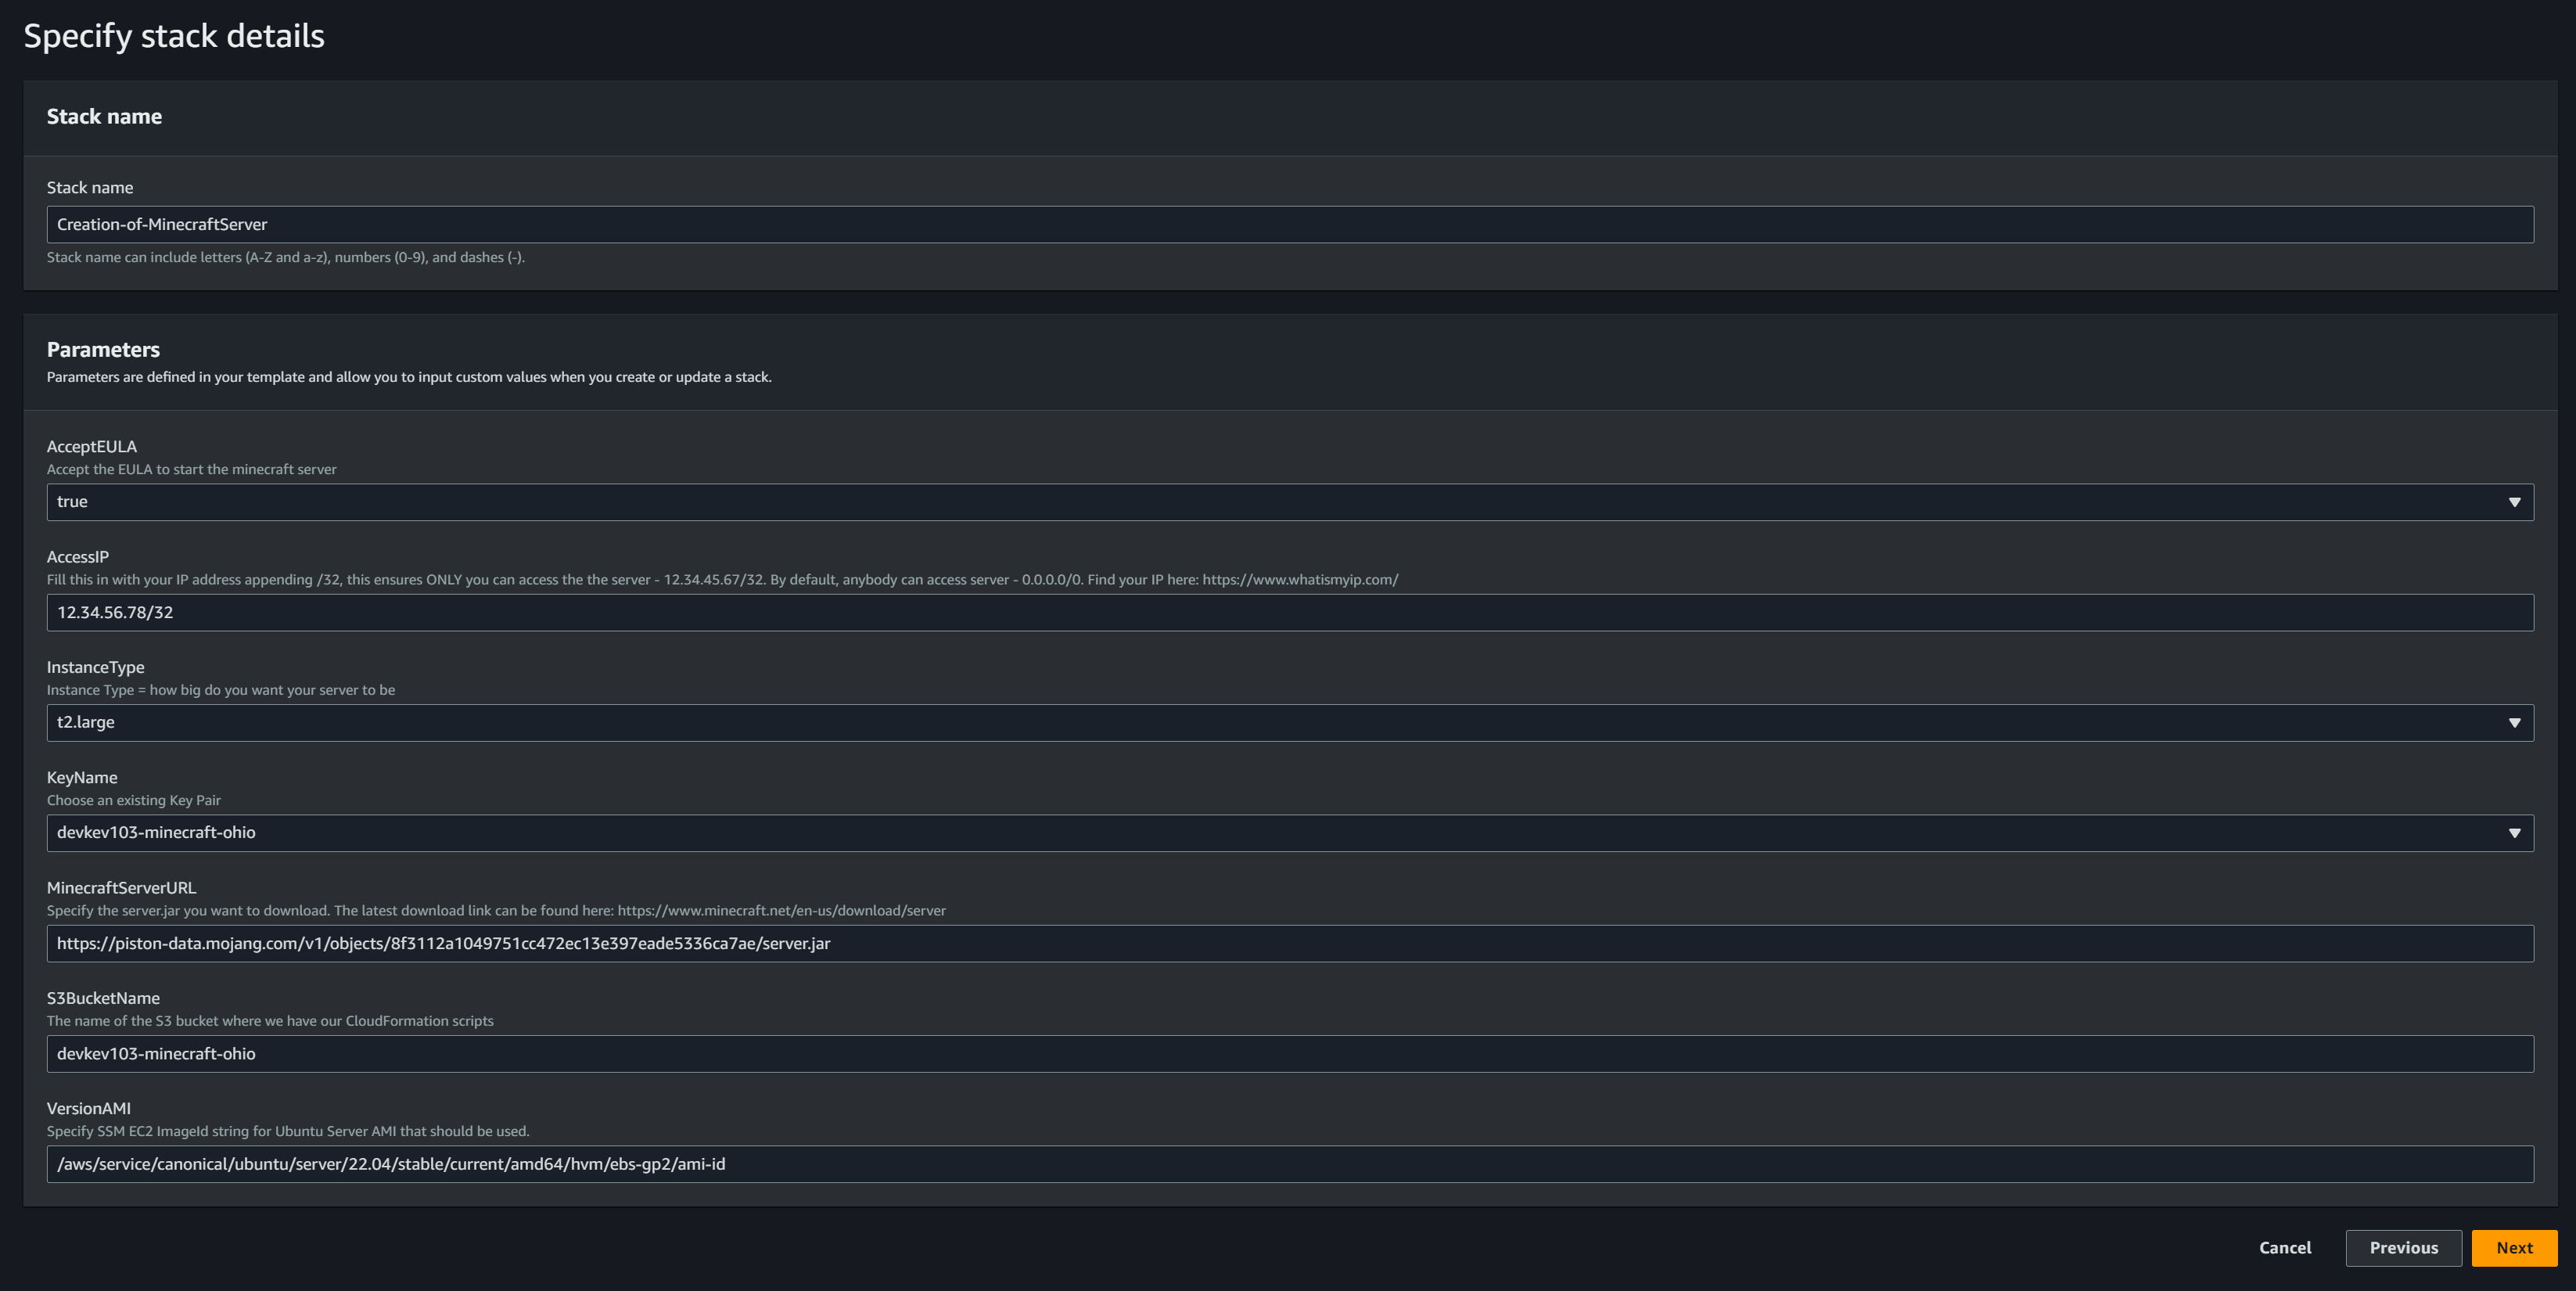 Specify stack details
Stack name
Stack name
Creation-of-MinecraftServer
Stack name can include letters (A-Z and a-z), numbers (0-9), and dashes (-).
Parameters
Parameters are defined in your template and allow you to input custom values when you create or update a stack.
AcceptEULA
Accept the EULA to start the minecraft server
true
AccessIP
Fill this in with your IP address appending /32, this ensures ONLY you can access the the server - 12.34.45.67/32. By default, anybody can access server - 0.0.0.0/0. Find your IP here: https://www.whatismyip.com/
12.34.56.78/32
InstanceType
Instance Type = how big do you want your server to be
t2.large
KeyName
Choose an existing Key Pair
devkev103-minecraft-ohio
MinecraftServerURL
Specify the server.jar you want to download. The latest download link can be found here: https://www.minecraft.net/en-us/download/server
https://piston-data.mojang.com/v1/objects/8f3112a1049751cc472ec13e397eade5336ca7ae/server.jar
S3BucketName
The name of the S3 bucket where we have our CloudFormation scripts
devkev103-minecraft-ohio
VersionAMI
Specify SSM EC2 ImageId string for Ubuntu Server AMI that should be used.
/aws/service/canonical/ubuntu/server/22.04/stable/current/amd64/hvm/ebs-gp2/ami-id
Cancel Previous Next